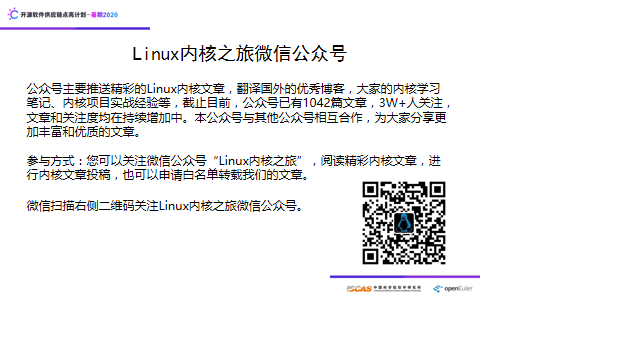 开源软件供应链点亮计划-暑期2020
Linux内核之旅微信公众号
公众号主要推送精彩的Linux内核文章，翻译国外的优秀博客，大家的内核学习
笔记、内核项目实战经验等，截止目前，公众号已有1042篇文章，3W+人关注，
文章和关注度均在持续增加中。本公众号与其他公众号相互合作，为大家分享更
加丰富和优质的文章。
参与方式：您可以关注微信公众号“Linux内核之旅”，阅读精彩内核文章，进
行内核文章投稿，也可以申请白名单转载我们的文章。
微信扫描右侧二维码关注Linux内核之旅微信公众号。
ISCAS 中国科学院软件研究所
openEuler